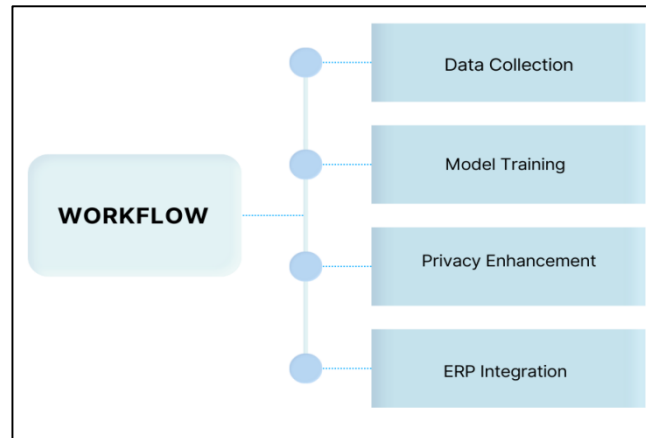 WORKFLOW
Data Collection
Model Training
Privacy Enhancement
ERP Integration